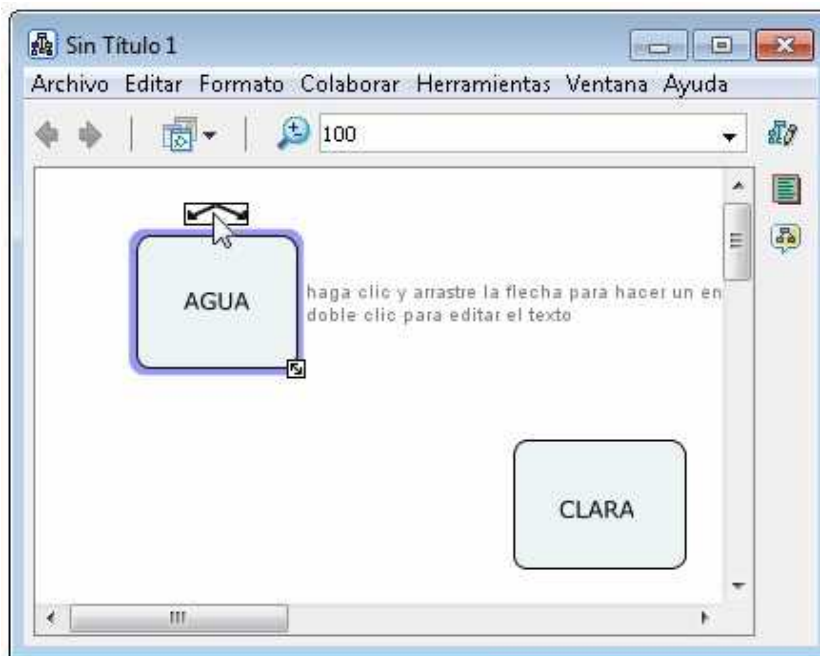 Sin Título 1
Archivo Editar Formato Colaborar Herramientas Ventana Ayuda
100
AGUA
haga clic y arrastre la flecha para hacer un en
doble clic para editar el texto
CLARA